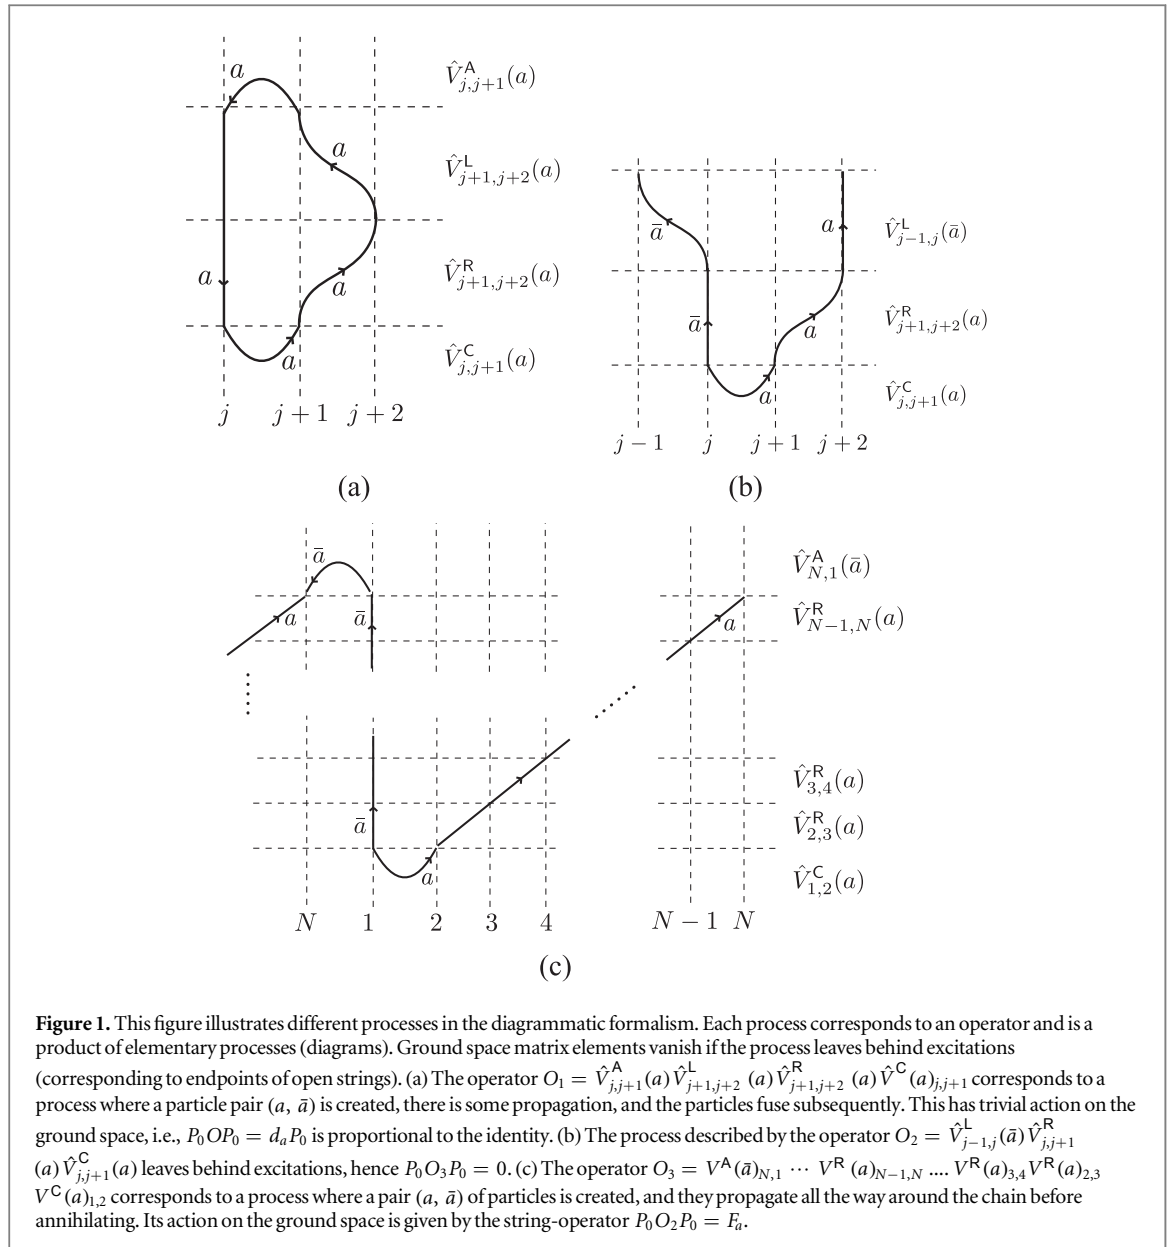 a
V̂^A_{j,j+1}(a)
a
V̂^L_{j+1,j+2}(a)
a
V̂^R_{j+1,j+2}(a)
a
a
V̂^C_{j,j+1}(a)
j j + 1 j + 2
(a)
ā
a
V̂^L_{j−1,j}(ā)
ā
a
V̂^R_{j+1,j+2}(a)
a
V̂^C_{j,j+1}(a)
j − 1 j j + 1 j + 2
(b)
ā
V̂^A_{N,1}(ā)
a ā a
V̂^R_{N−1,N}(a)
V̂^R_{3,4}(a)
ā
V̂^R_{2,3}(a)
a
V̂^C_{1,2}(a)
N 1 2 3 4 N − 1 N
(c)
Figure 1. This figure illustrates different processes in the diagrammatic formalism. Each process corresponds to an operator and is a
product of elementary processes (diagrams). Ground space matrix elements vanish if the process leaves behind excitations
(corresponding to endpoints of open strings). (a) The operator O₁ = V̂^A_{j,j+1}(a) V̂^L_{j+1,j+2} (a) V̂^R_{j+1,j+2} (a) V̂^C(a)_{j,j+1} corresponds to a
process where a particle pair (a, ā) is created, there is some propagation, and the particles fuse subsequently. This has trivial action on the
ground space, i.e., P₀OP₀ = d_a P₀ is proportional to the identity. (b) The process described by the operator O₂ = V̂^L_{j−1,j}(ā) V̂^R_{j,j+1}
(a) V̂^C_{j,j+1}(a) leaves behind excitations, hence P₀O₃P₀ = 0. (c) The operator O₃ = V^A(ā)_{N,1} ⋯ V^R (a)_{N−1,N} .... V^R(a)_{3,4}V^R(a)_{2,3}
V^C(a)_{1,2} corresponds to a process where a pair (a, ā) of particles is created, and they propagate all the way around the chain before
annihilating. Its action on the ground space is given by the string-operator P₀O₂P₀ = F_a.